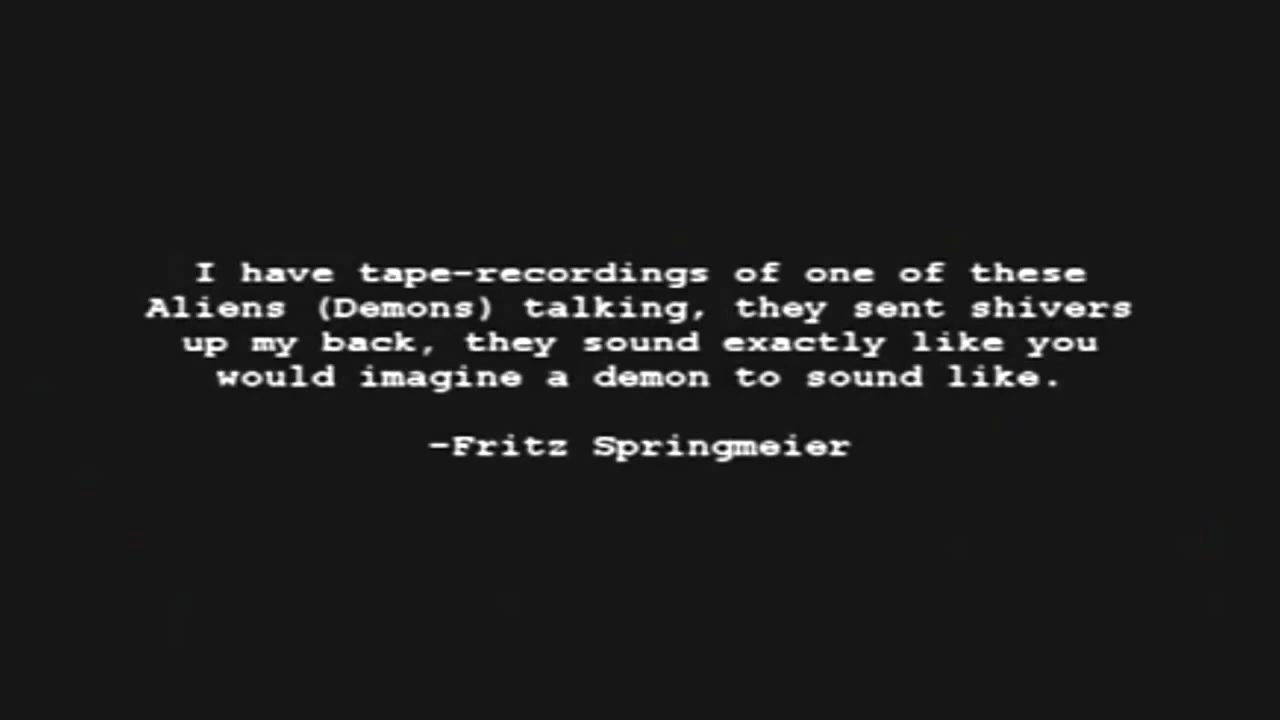 I have tape-recordings of one of these
Aliens (Demons) talking, they sent shivers
up my back, they sound exactly like you
would imagine a demon to sound like.
-Fritz Springmeier